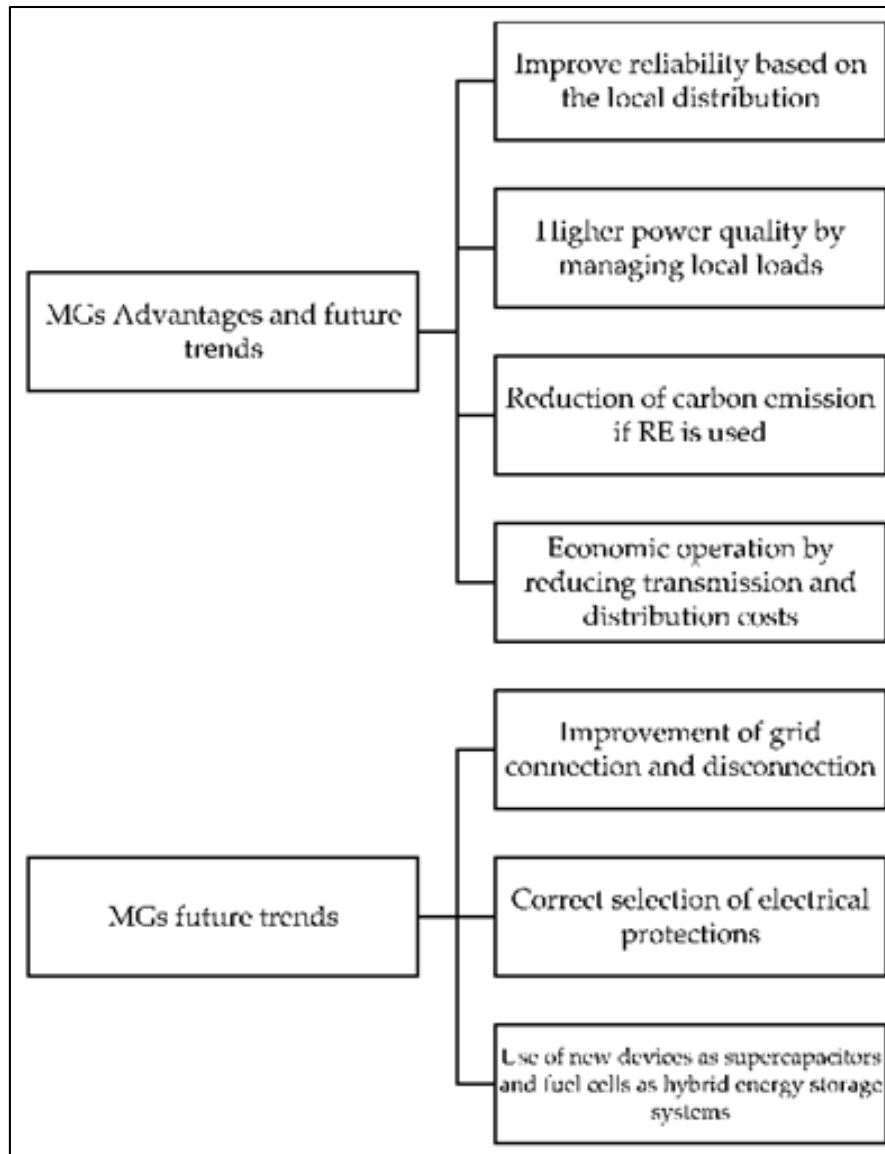 Improve reliability based on
the local distribution
Higher power quality by
managing local loads
MGs Advantages and future
trends
Reduction of carbon emission
if RE is used
Economic operation by
reducing transmission and
distribution costs
Improvement of grid
connection and disconnection
MGs future trends
Correct selection of electrical
protections
Use of new devices as supercapacitors
and fuel cells as hybrid energy storage
systems